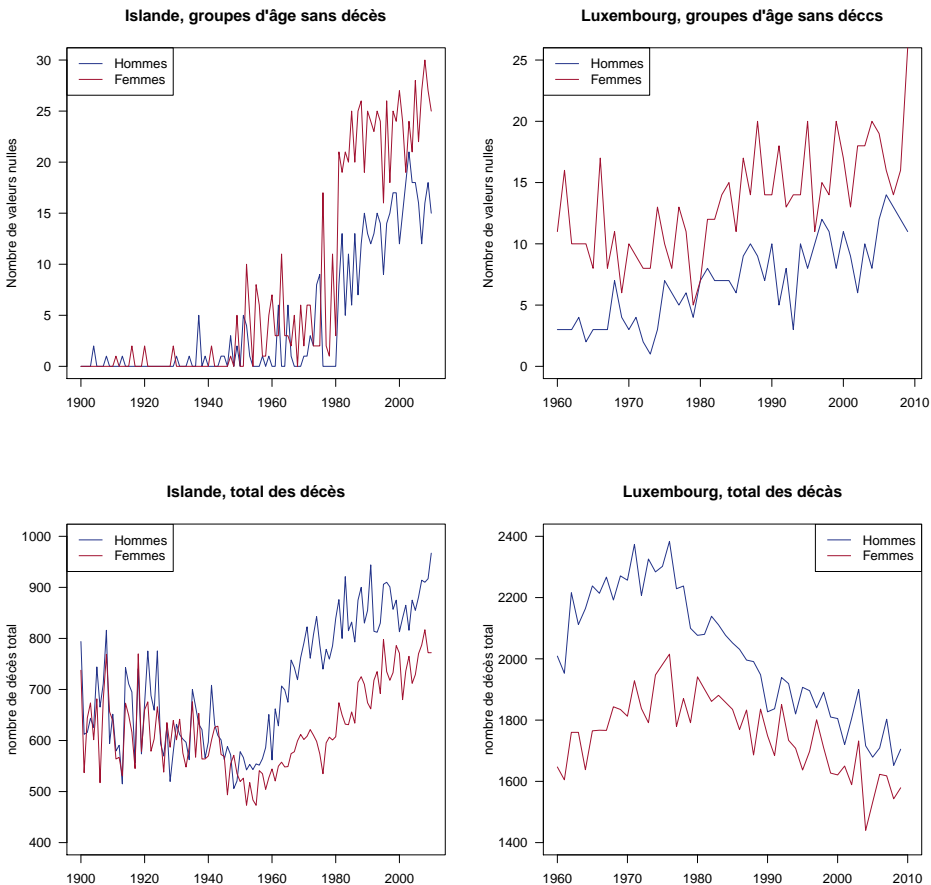 Islande, groupes d'âge sans décès
Hommes
Femmes
Nombre de valeurs nulles
30
25
20
15
10
5
0
1900 1920 1940 1960 1980 2000
Luxembourg, groupes d'âge sans déccs
Hommes
Femmes
Nombre de valeurs nulles
25
20
15
10
5
0
1960 1970 1980 1990 2000 2010
Islande, total des décès
Hommes
Femmes
nombre de décès total
1000
900
800
700
600
500
400
1900 1920 1940 1960 1980 2000
Luxembourg, total des décàs
Hommes
Femmes
nombre de décès total
2400
2200
2000
1800
1600
1400
1960 1970 1980 1990 2000 2010